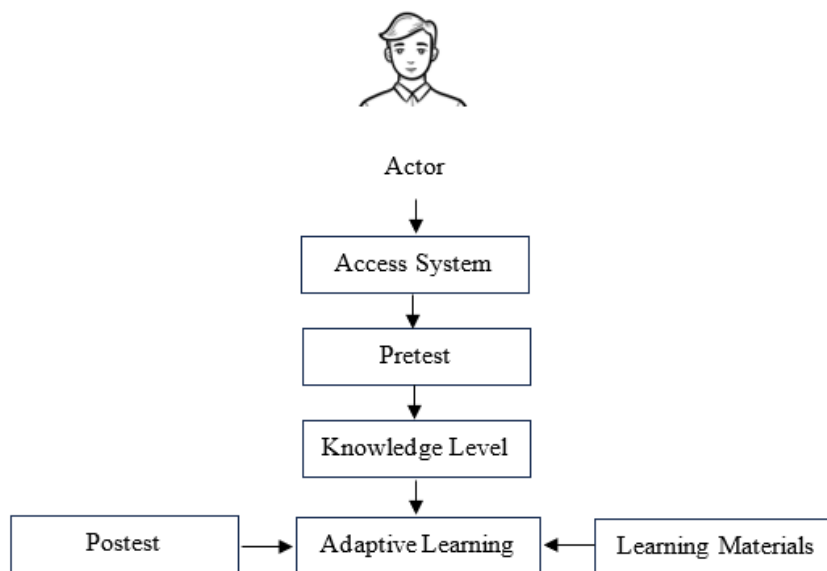 Actor
Access System
Pretest
Knowledge Level
Postest
Adaptive Learning
Learning Materials